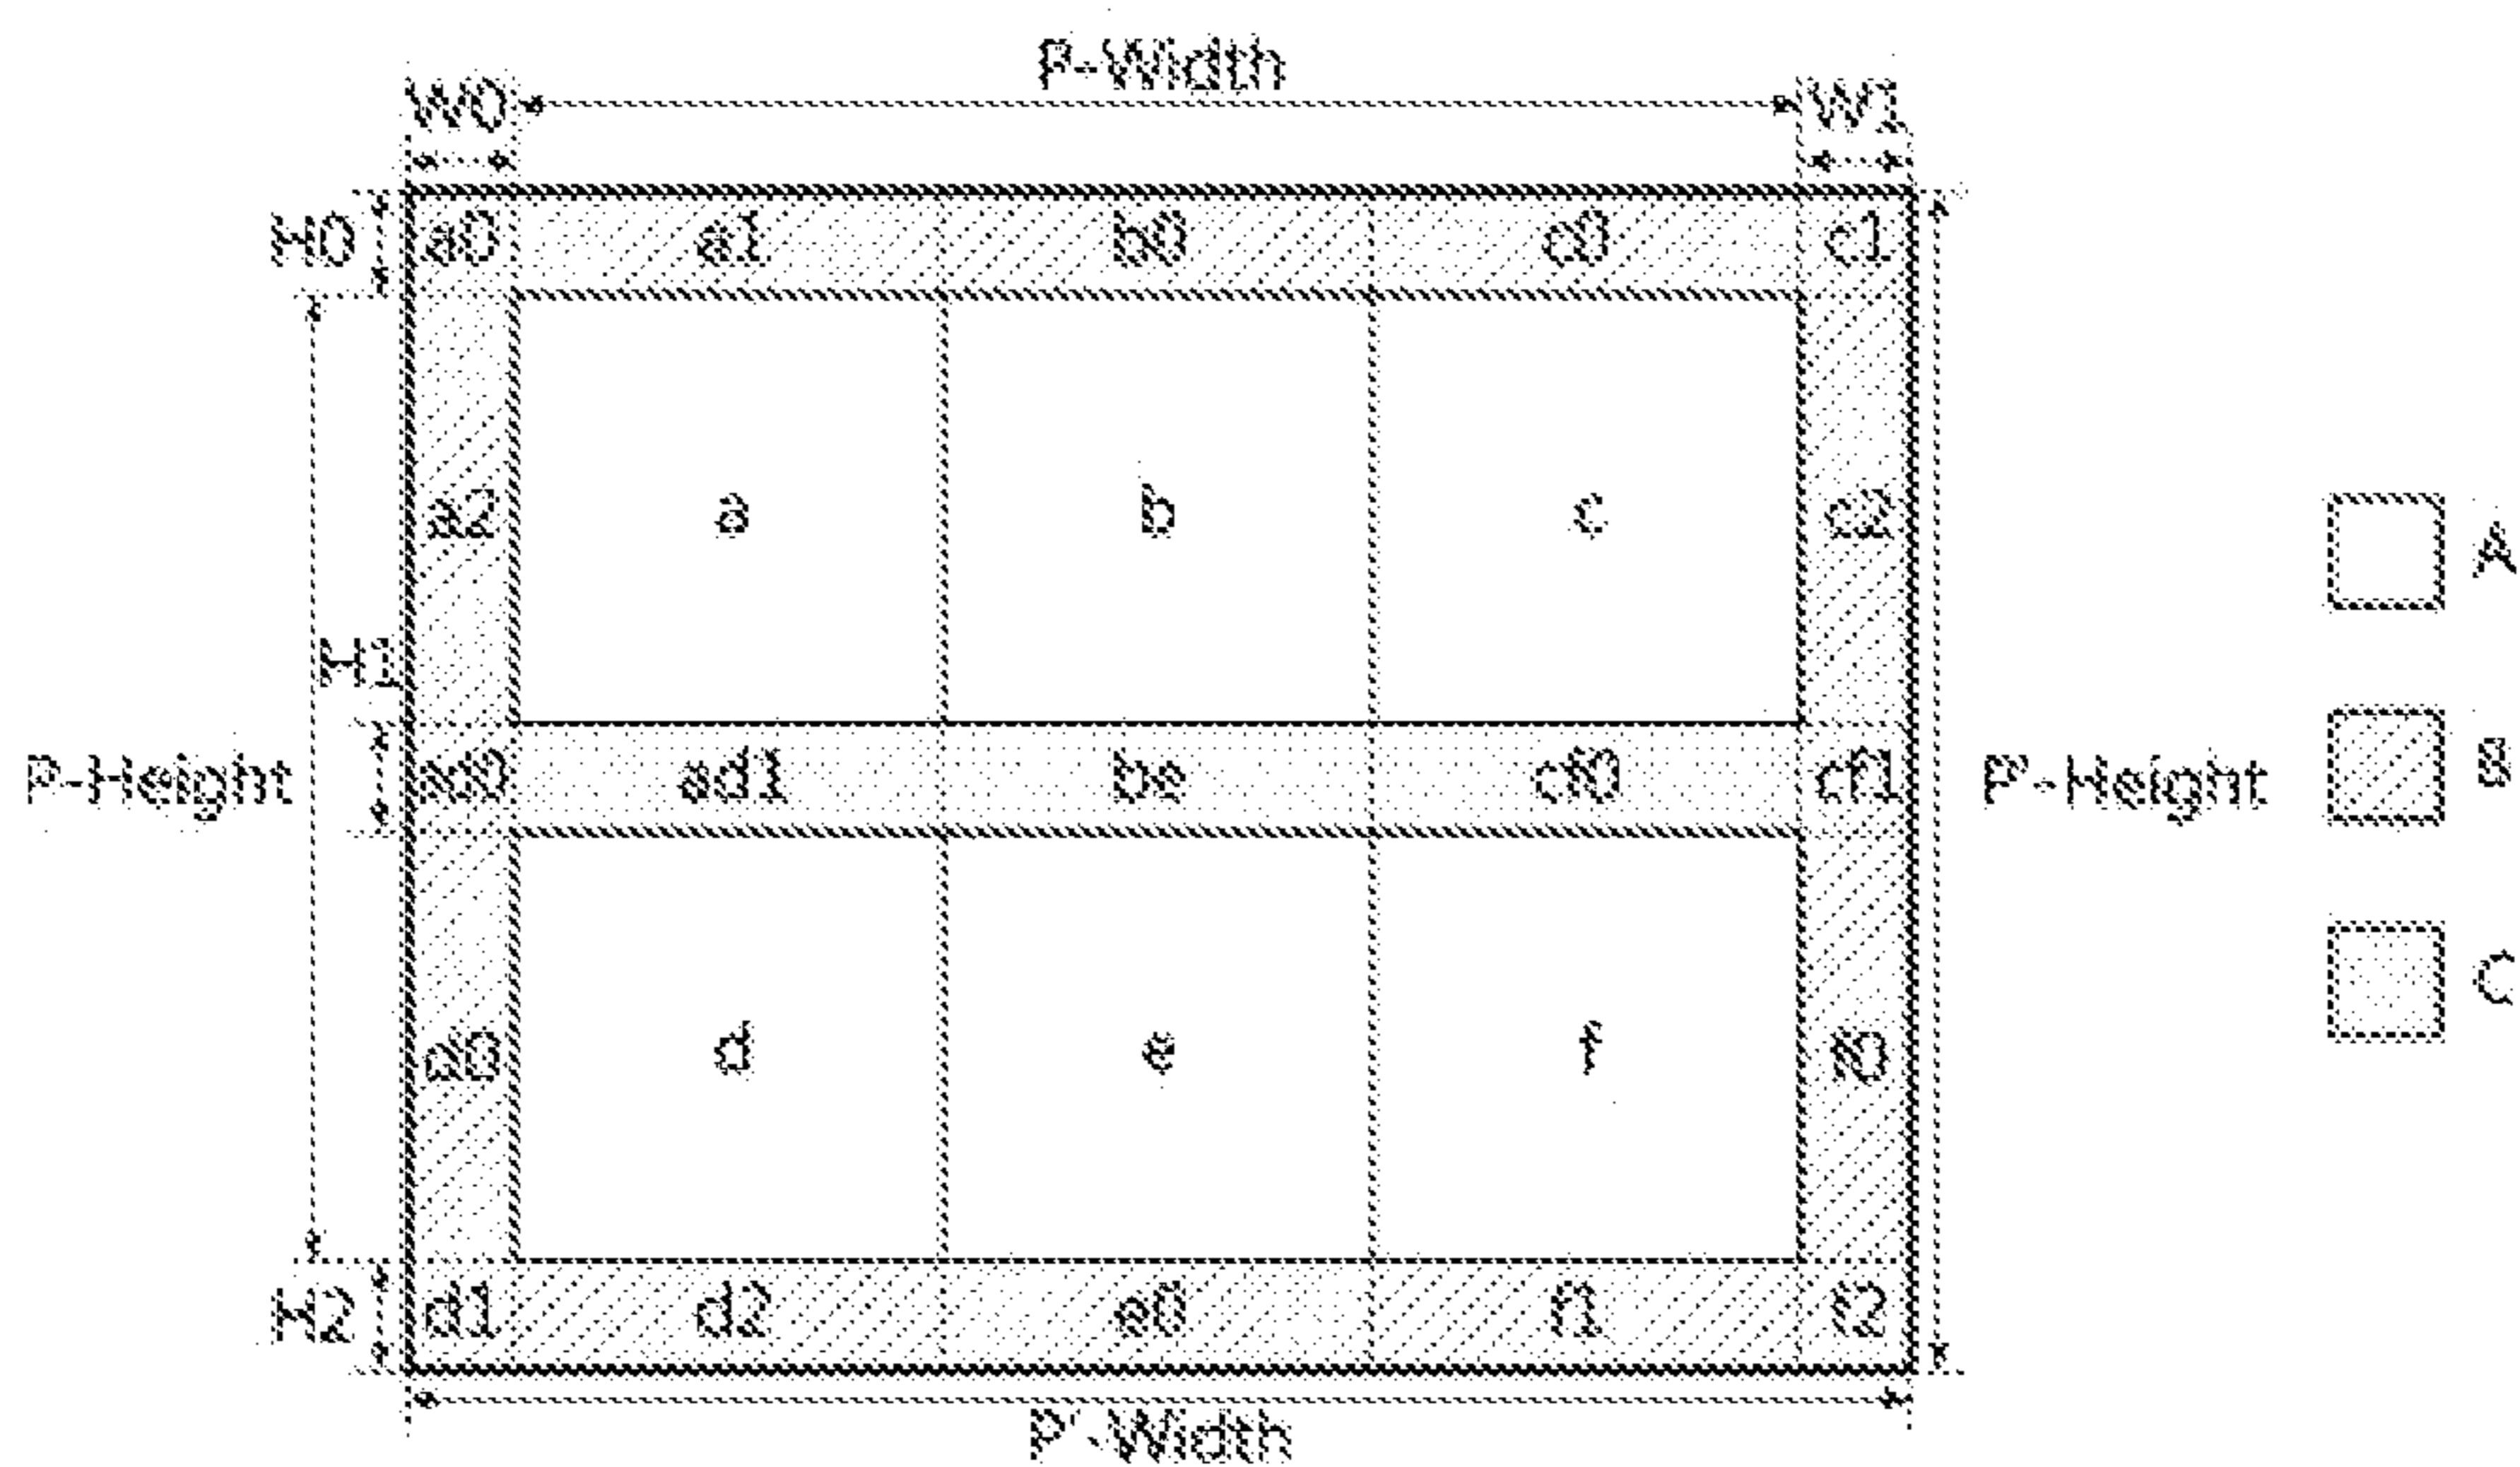 P-Width
W0 W1
H0 a0 a1 b0 c0 c1
a2 a b c c2
A
H1
P-Height ad0 ad1 be cf0 cf1 P'-Height B
C
d e f f0
H2 d1 d2 e0 f1 f2
P'-Width